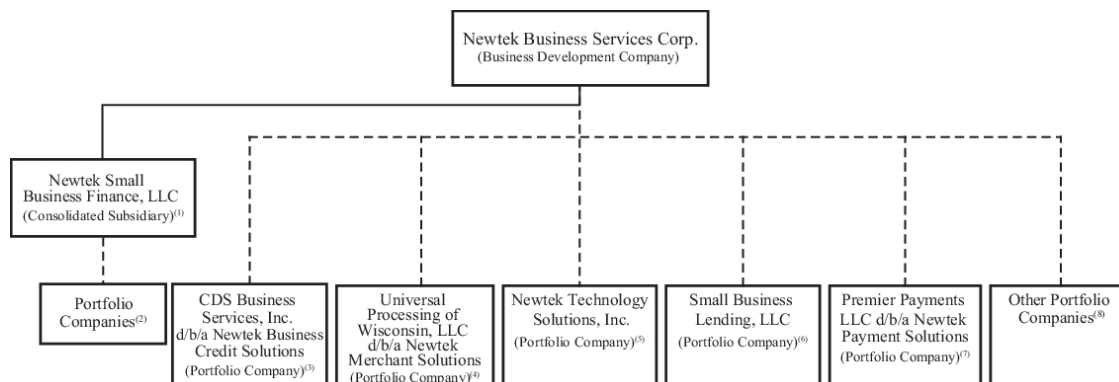 Newtek Business Services Corp.
(Business Development Company)
Newtek Small
Business Finance, LLC
(Consolidated Subsidiary)(1)
Portfolio
Companies(2)
CDS Business
Services, Inc.
d/b/a Newtek Business
Credit Solutions
(Portfolio Company)(3)
Universal
Processing of
Wisconsin, LLC
d/b/a Newtek
Merchant Solutions
(Portfolio Company)(4)
Newtek Technology
Solutions, Inc.
(Portfolio Company)(5)
Small Business
Lending, LLC
(Portfolio Company)(6)
Premier Payments
LLC d/b/a Newtek
Payment Solutions
(Portfolio Company)(7)
Other Portfolio
Companies(8)